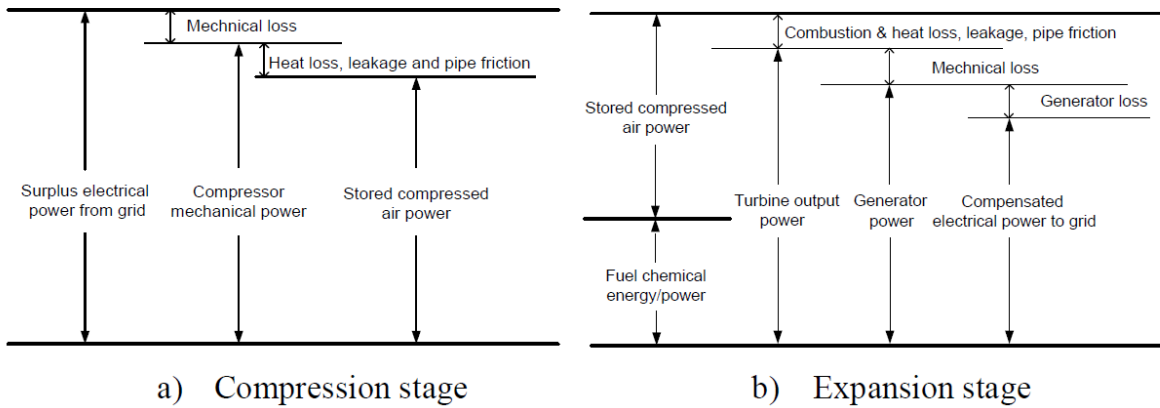 Mechnical loss
Heat loss, leakage and pipe friction
Surplus electrical
power from grid
Compressor
mechanical power
Stored compressed
air power
a) Compression stage
Combustion & heat loss, leakage, pipe friction
Mechnical loss
Generator loss
Stored compressed
air power
Turbine output
power
Generator
power
Compensated
electrical power to grid
Fuel chemical
energy/power
b) Expansion stage